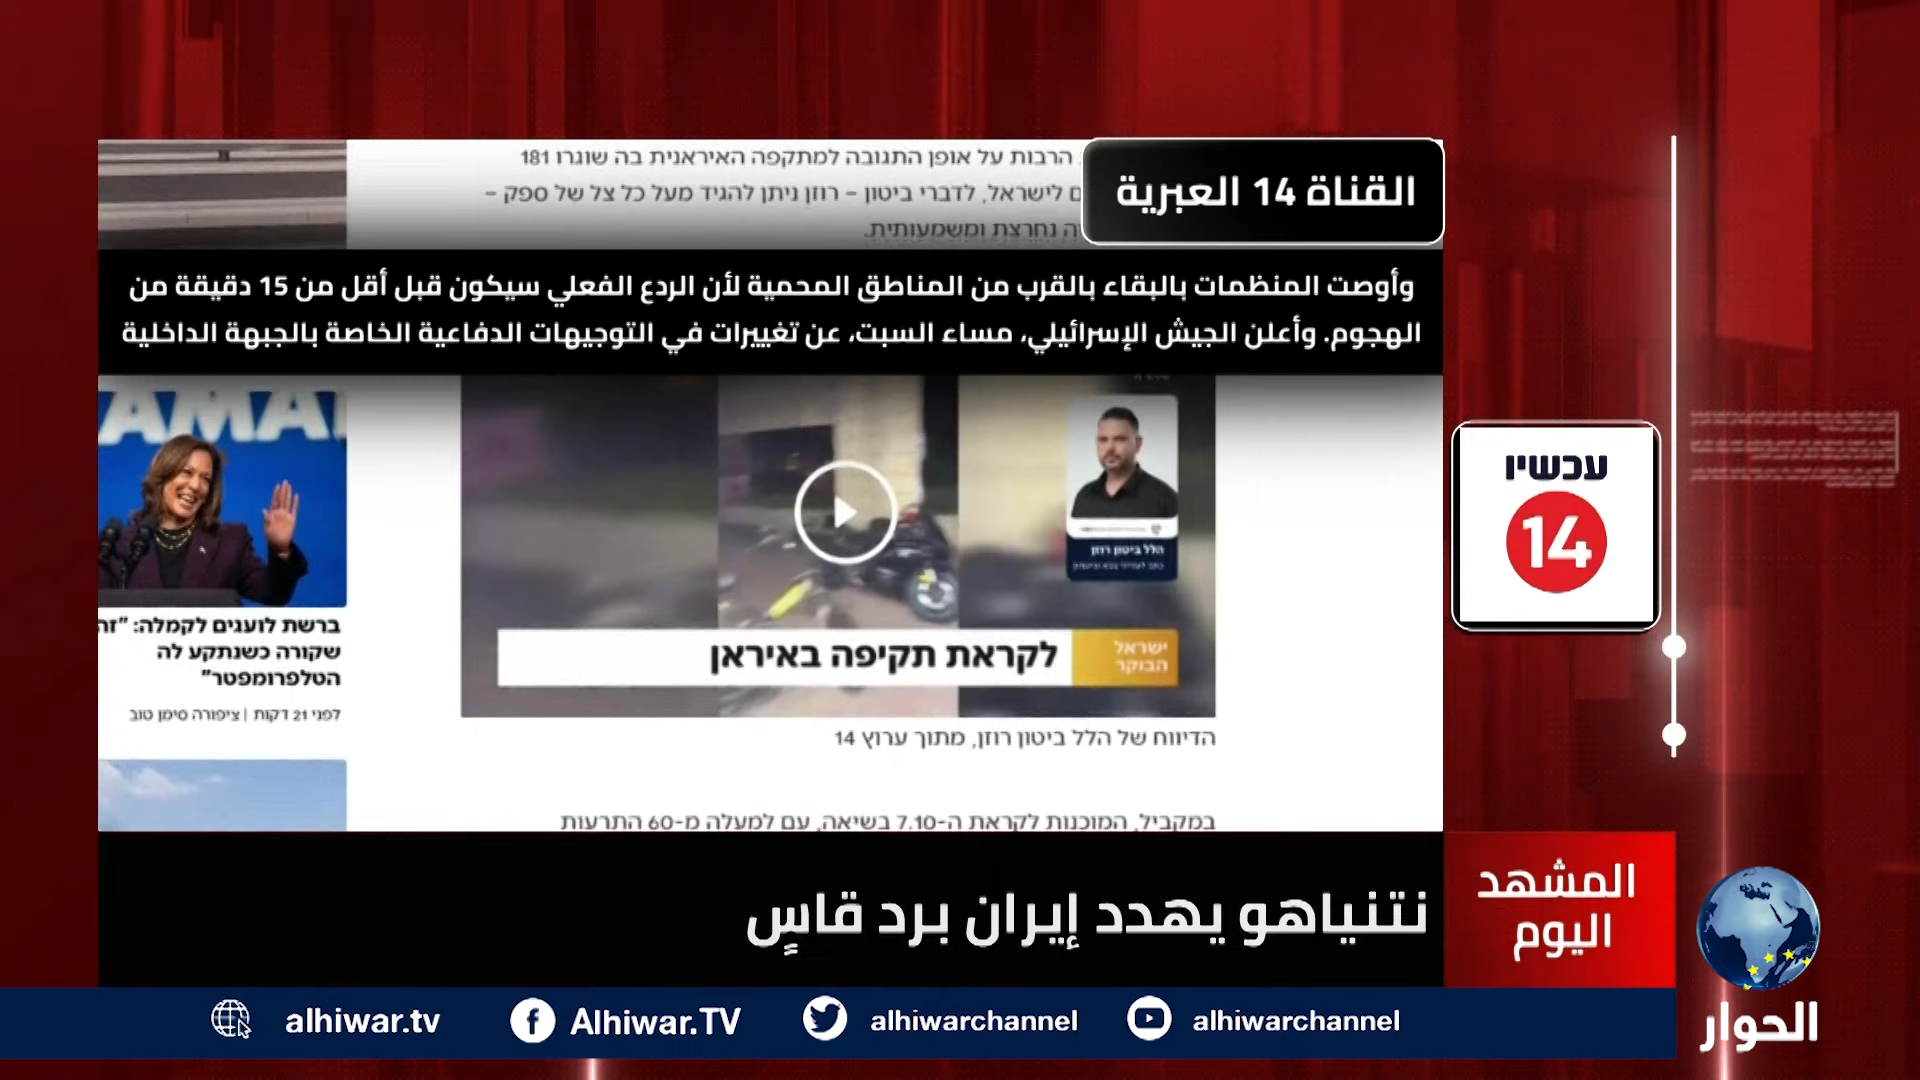 הרבות על אופן התגובה למתקפה האיראנית בה שוגרו 181
לישראל, לדברי ביטון – רוזן ניתן להגיד מעל כל צל של ספק –
נחרצת ומשמעותית.
القناة 14 العبرية
وأوصت المنظمات بالبقاء بالقرب من المناطق المحمية لأن الردع الفعلي سيكون قبل أقل من 15 دقيقة من
الهجوم. وأعلن الجيش الإسرائيلي، مساء السبت، عن تغييرات في التوجيهات الدفاعية الخاصة بالجبهة الداخلية
עכשיו
14
הלל ביטון רוזן
ישראל
הבוקר
לקראת תקיפה באיראן
הדיווח של הלל ביטון רוזן, מתוך ערוץ 14
במקביל, המוכנות לקראת ה-7.10 בשיאה, עם למעלה מ-60 התרעות
ברשת לועגים לקמלה: "זה
שקורה כשנתקע לה
הטלפרומפטר"
לפני 21 דקות | ציפורה סימן טוב
المشهد
اليوم
نتنياهو يهدد إيران برد قاسٍ
alhiwar.tv
Alhiwar.TV
alhiwarchannel
alhiwarchannel
الحوار